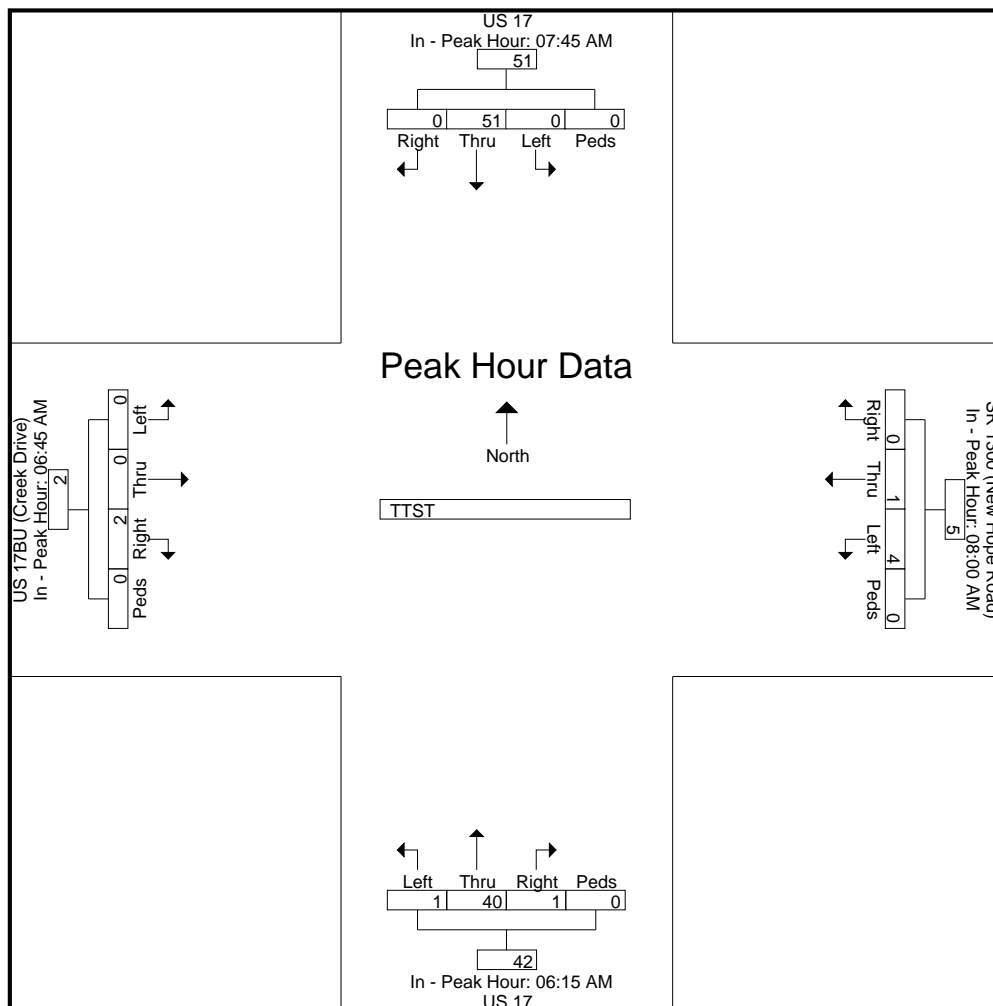 US 17
In - Peak Hour: 07:45 AM
51
0 51 0 0
Right Thru Left Peds
Peak Hour Data
North
TTST
US 17BU (Creek Drive)
In - Peak Hour: 06:45 AM
2
0 0 2 0
Left Thru Right Peds
(New Hope Road)
In - Peak Hour: 08:00 AM
5
0 1 4 0
Right Thru Left Peds
Left Thru Right Peds
1 40 1 0
42
In - Peak Hour: 06:15 AM
US 17